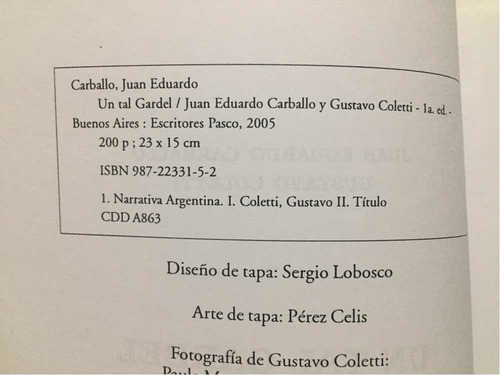 Carballo, Juan Eduardo
Un tal Gardel / Juan Eduardo Carballo y Gustavo Coletti - 1a. ed. -
Buenos Aires : Escritores Pasco, 2005
200 p ; 23 x 15 cm
ISBN 987-22331-5-2
1. Narrativa Argentina. I. Coletti, Gustavo II. Título
CDD A863
Diseño de tapa: Sergio Lobosco
Arte de tapa: Pérez Celis
Fotografía de Gustavo Coletti: